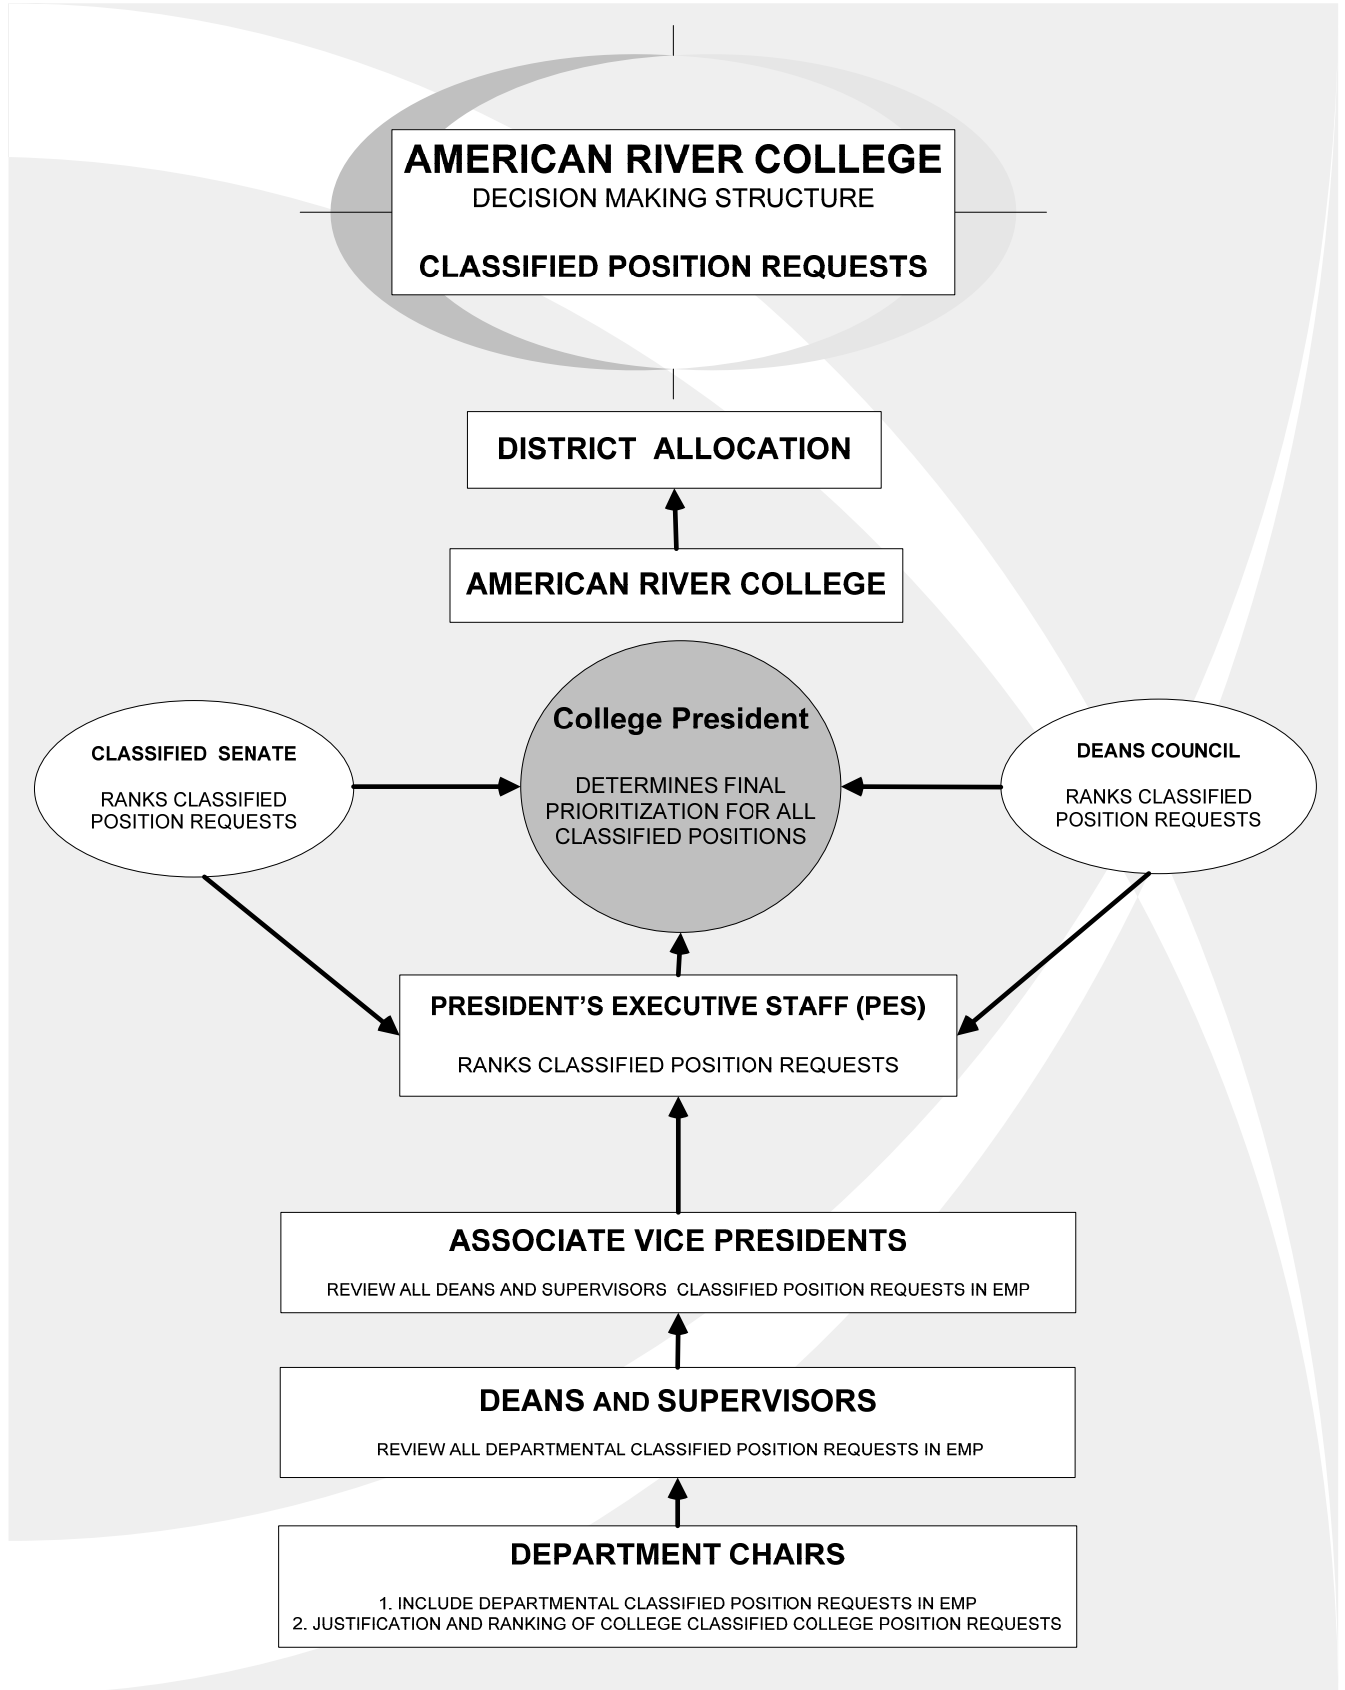 AMERICAN RIVER COLLEGE
DECISION MAKING STRUCTURE
CLASSIFIED POSITION REQUESTS
DISTRICT ALLOCATION
AMERICAN RIVER COLLEGE
College President
DETERMINES FINAL
PRIORITIZATION FOR ALL
CLASSIFIED POSITIONS
CLASSIFIED SENATE
RANKS CLASSIFIED
POSITION REQUESTS
DEANS COUNCIL
RANKS CLASSIFIED
POSITION REQUESTS
PRESIDENT'S EXECUTIVE STAFF (PES)
RANKS CLASSIFIED POSITION REQUESTS
ASSOCIATE VICE PRESIDENTS
REVIEW ALL DEANS AND SUPERVISORS CLASSIFIED POSITION REQUESTS IN EMP
DEANS AND SUPERVISORS
REVIEW ALL DEPARTMENTAL CLASSIFIED POSITION REQUESTS IN EMP
DEPARTMENT CHAIRS
1. INCLUDE DEPARTMENTAL CLASSIFIED POSITION REQUESTS IN EMP
2. JUSTIFICATION AND RANKING OF COLLEGE CLASSIFIED COLLEGE POSITION REQUESTS